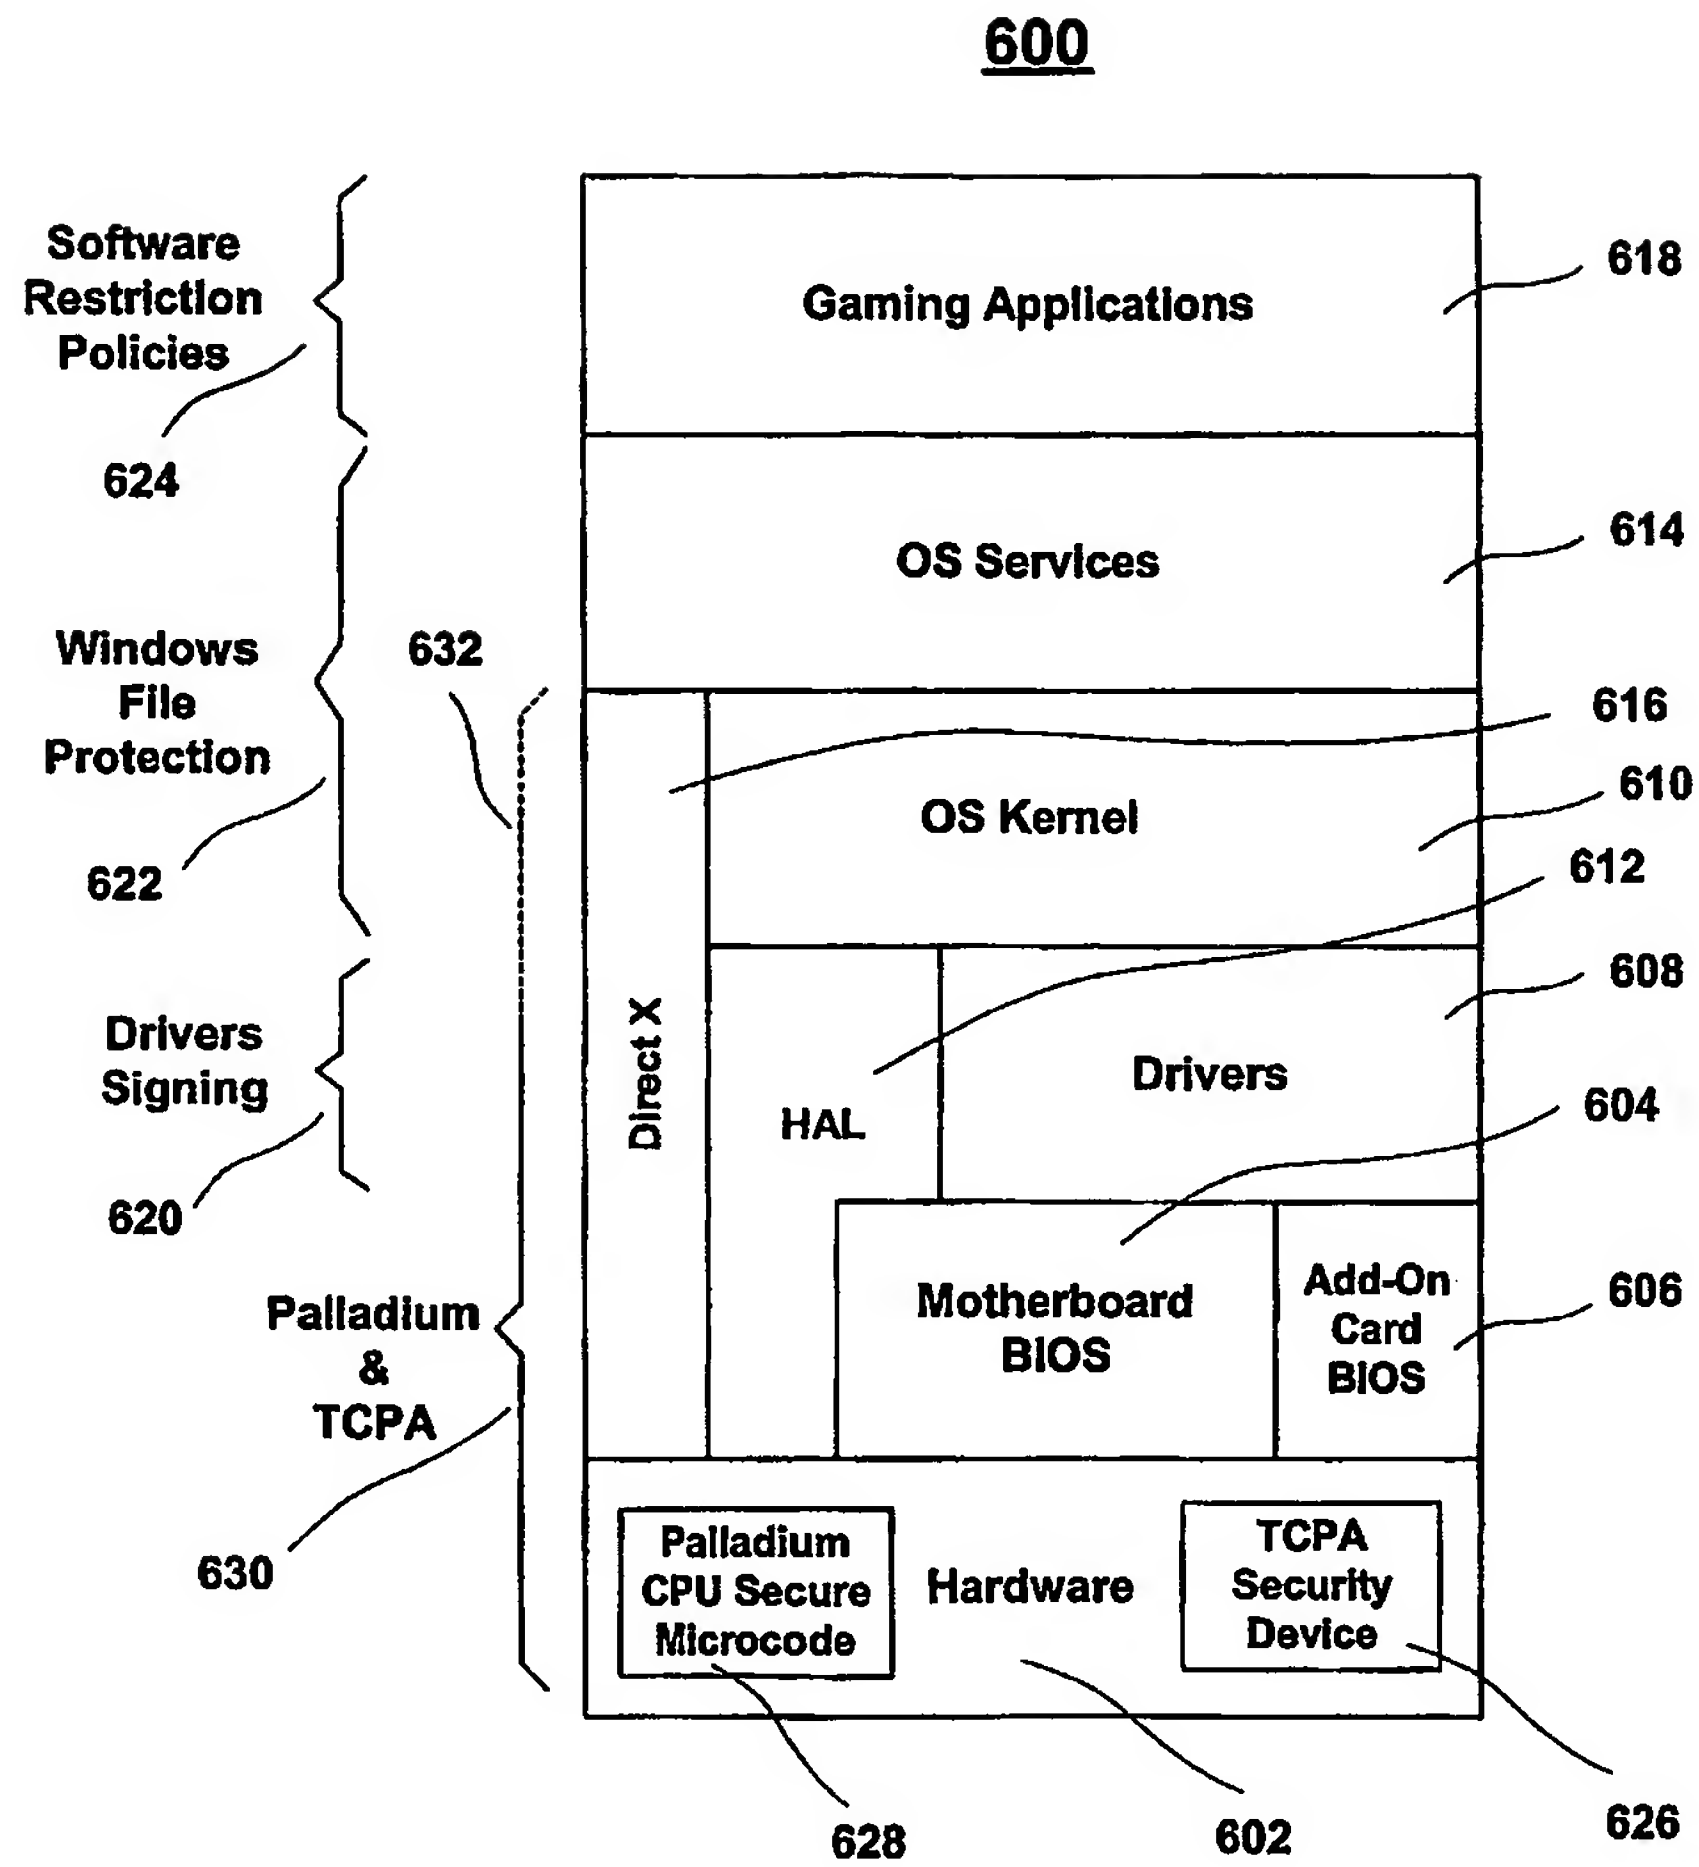 600
Software
Restriction
Policies
624
Gaming Applications
618
OS Services
614
Windows
File
Protection
622
632
616
OS Kernel
610
612
Drivers
Signing
620
Direct X
HAL
Drivers
608
604
Palladium
&
TCPA
630
Motherboard
BIOS
Add-On
Card
BIOS
606
Palladium
CPU Secure
Microcode
Hardware
TCPA
Security
Device
628
602
626